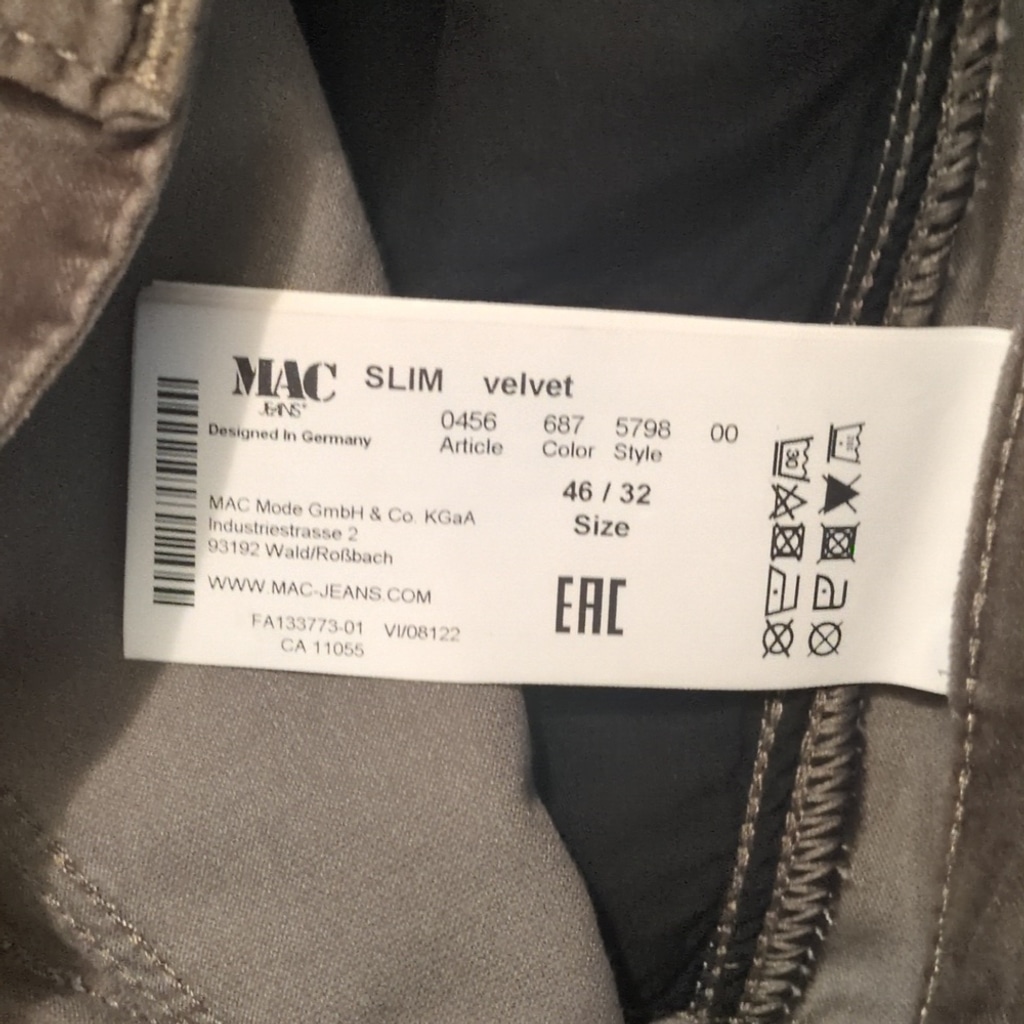 MAC SLIM velvet
JEANS
Designed In Germany
0456 687 5798 00
Article Color Style
46 / 32
Size
MAC Mode GmbH & Co. KGaA
Industriestrasse 2
93192 Wald/Roßbach
WWW.MAC-JEANS.COM
FA133773-01 VI/08122
CA 11055
EAC
30